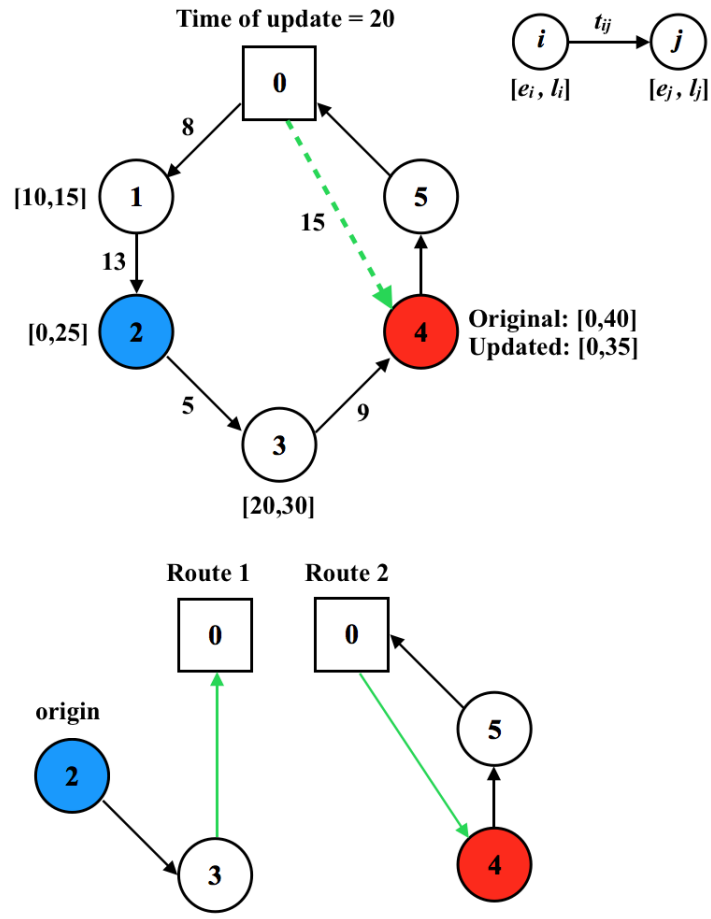 Time of update = 20
0
i
tij
j
[ei , li]
[ej , lj]
8
1
[10,15]
5
15
13
2
[0,25]
4
Original: [0,40]
Updated: [0,35]
5
9
3
[20,30]
Route 1
Route 2
0
0
origin
2
5
3
4